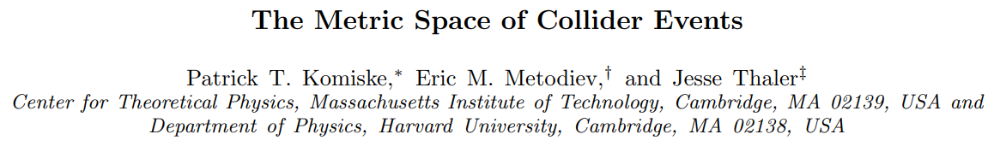 The Metric Space of Collider Events
Patrick T. Komiske,* Eric M. Metodiev,† and Jesse Thaler‡
Center for Theoretical Physics, Massachusetts Institute of Technology, Cambridge, MA 02139, USA and
Department of Physics, Harvard University, Cambridge, MA 02138, USA